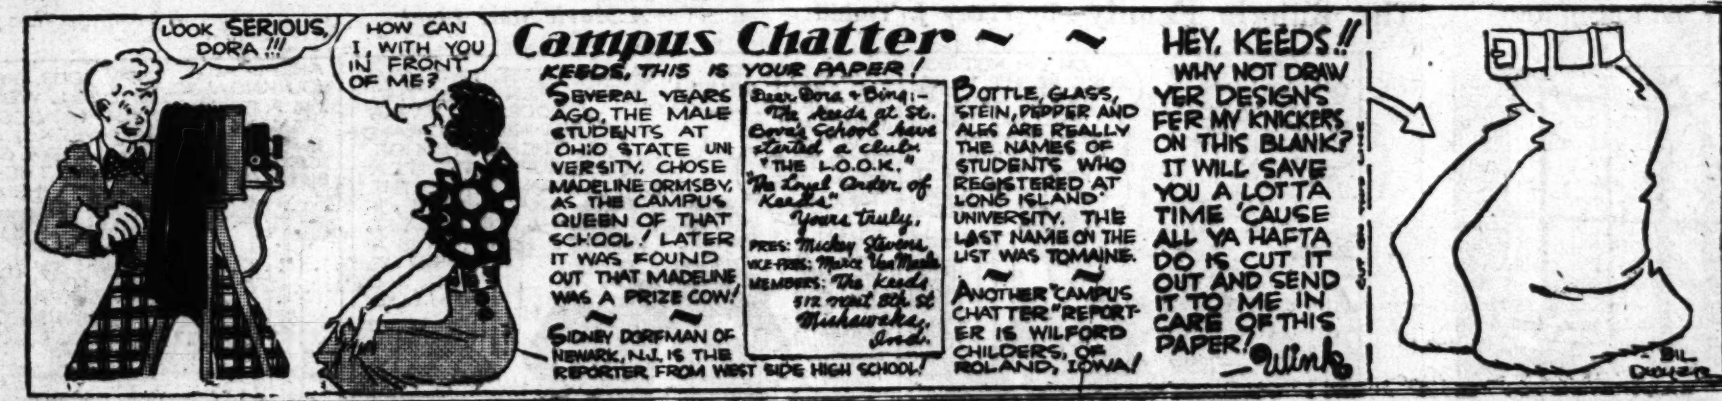 LOOK SERIOUS,
DORA !!!
HOW CAN
I, WITH YOU
IN FRONT
OF ME?
Campus Chatter ~ ~
KEEDS, THIS IS YOUR PAPER!
SEVERAL YEARS
AGO, THE MALE
STUDENTS AT
OHIO STATE UNI
VERSITY, CHOSE
MADELINE ORMSBY,
AS THE CAMPUS
QUEEN OF THAT
SCHOOL! LATER
IT WAS FOUND
OUT THAT MADELINE
WAS A PRIZE COW!
~ ~
SIDNEY DORFMAN OF
NEWARK, N.J. IS THE
REPORTER FROM WEST SIDE HIGH SCHOOL!
Dear Dora & Bing:-
The keeds at St.
Bova's School have
started a club.
"THE L.O.O.K."
"The Loyal Order of
Keeds"
Yours truly,
PRES: Mickey Stevens
VICE-PRES: Marce Van
MEMBERS: The Keeds
512 West 8th St
Mishawaka,
Ind.
BOTTLE, GLASS,
STEIN, PEPPER AND
ALES ARE REALLY
THE NAMES OF
STUDENTS WHO
REGISTERED AT
LONG ISLAND
UNIVERSITY. THE
LAST NAME ON THE
LIST WAS TOMAINE.
~ ~
ANOTHER "CAMPUS
CHATTER" REPORT-
ER IS WILFORD
CHILDERS, OF
ROLAND, IOWA!
HEY, KEEDS!!
WHY NOT DRAW
YER DESIGNS
FER MY KNICKERS
ON THIS BLANK?
IT WILL SAVE
YOU A LOTTA
TIME 'CAUSE
ALL YA HAFTA
DO IS CUT IT
OUT AND SEND
IT TO ME IN
CARE OF THIS
PAPER!
—Wink
- BIL
DWYER